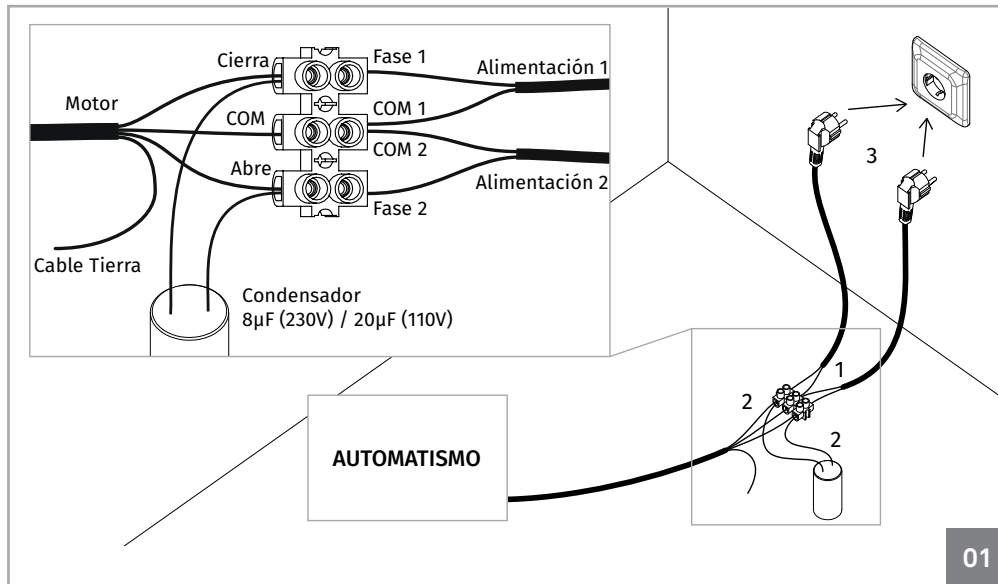 Cierra
Fase 1
Alimentación 1
Motor
COM
COM 1
COM 2
Abre
Alimentación 2
Fase 2
Cable Tierra
Condensador
8µF (230V) / 20µF (110V)
3
1
2
2
AUTOMATISMO
01